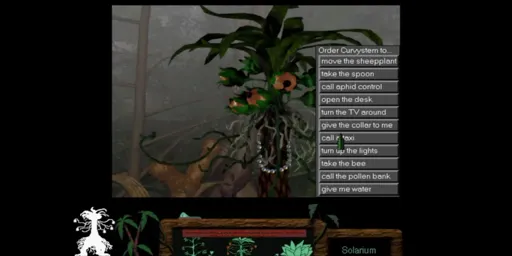 Order Curvystem to...
move the sheepplant
take the spoon
call aphid control
open the desk
turn the TV around
give the collar to me
call a taxi
turn up the lights
take the bee
call the pollen bank
give me water
Solarium